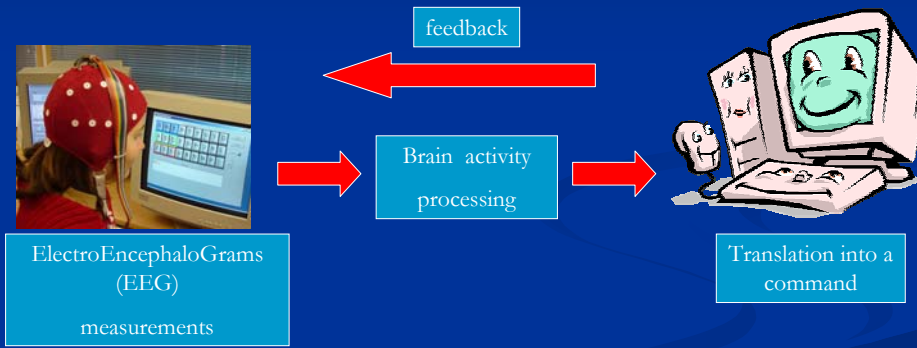 feedback
Brain activity
processing
ElectroEncephaloGrams
(EEG)
measurements
Translation into a
command